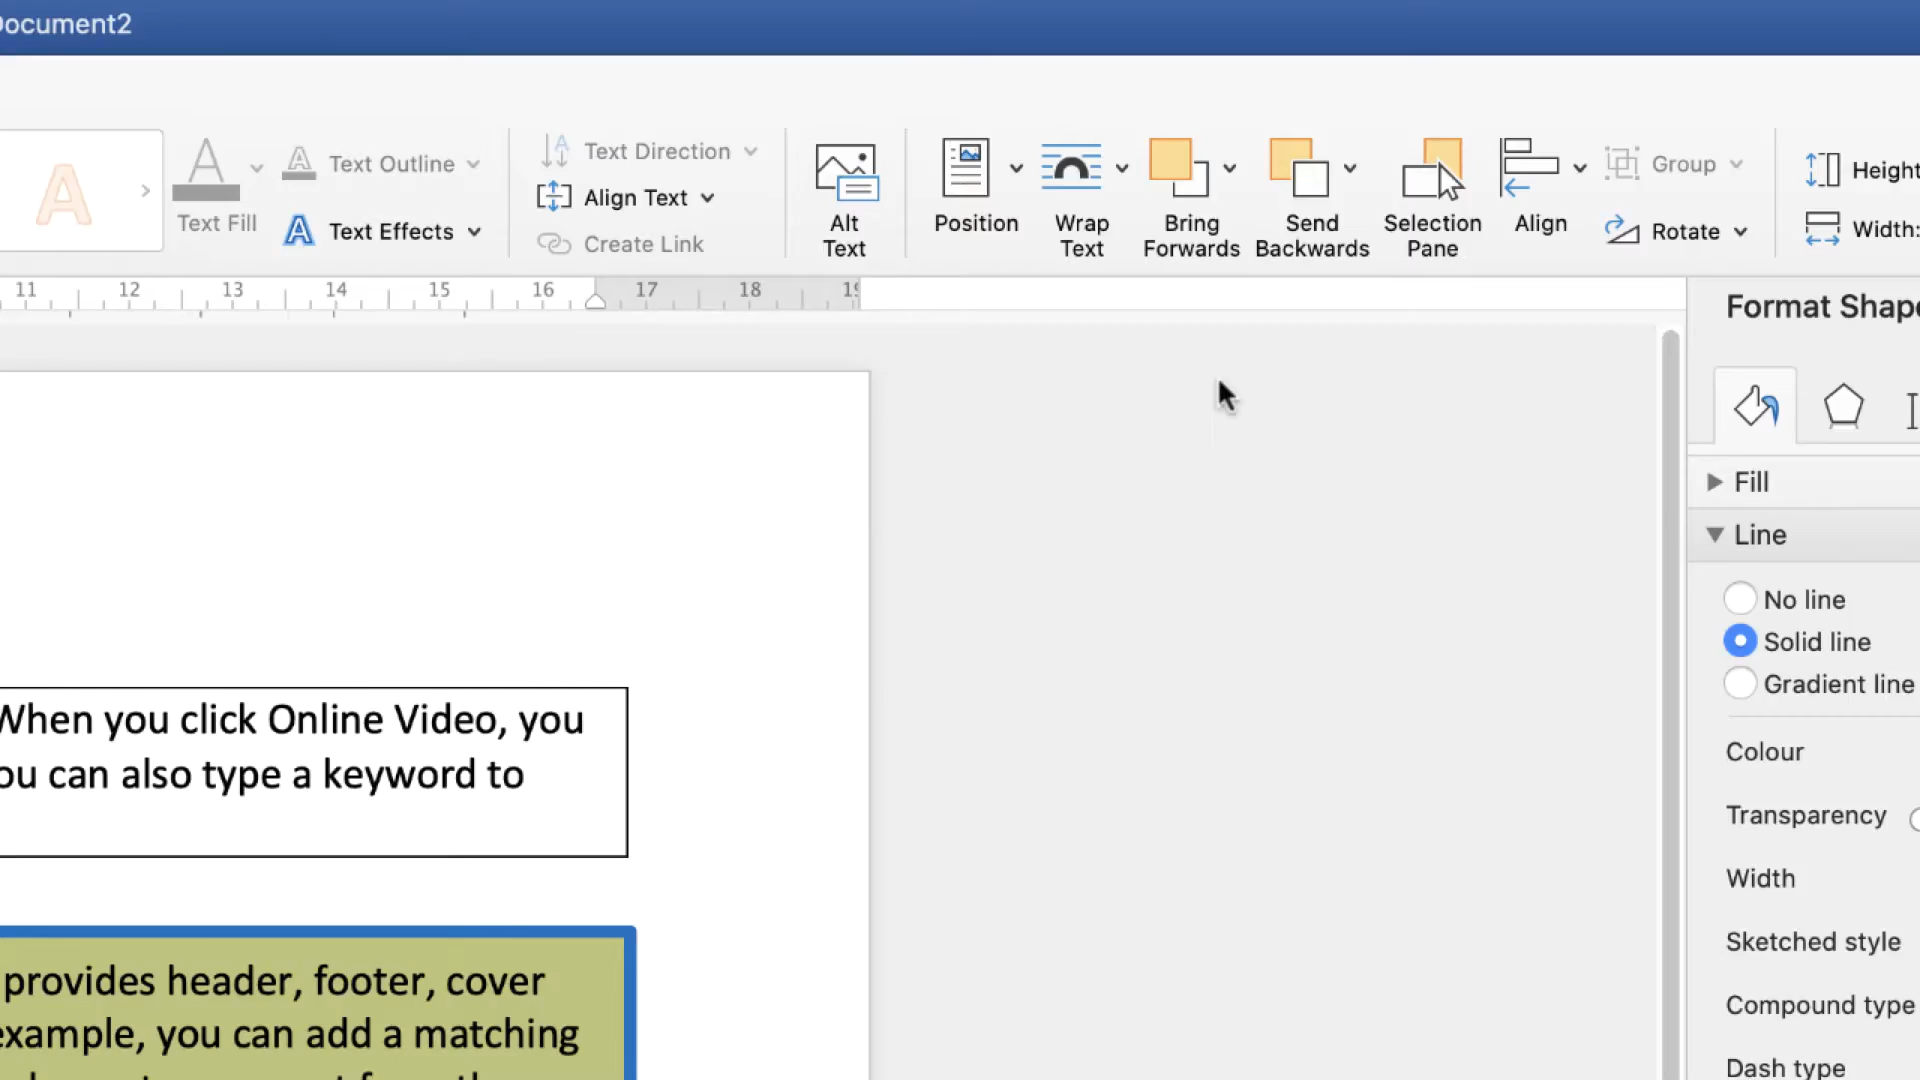 Document2
Text Fill
Text Outline
Text Effects
Text Direction
Align Text
Create Link
Alt
Text
Position
Wrap
Text
Bring
Forwards
Send
Backwards
Selection
Pane
Align
Group
Rotate
Height
Width:
11 12 13 14 15 16 17 18
Format Shape
Fill
Line
No line
Solid line
Gradient line
Colour
Transparency
Width
Sketched style
Compound type
Dash type
When you click Online Video, you
ou can also type a keyword to
provides header, footer, cover
example, you can add a matching